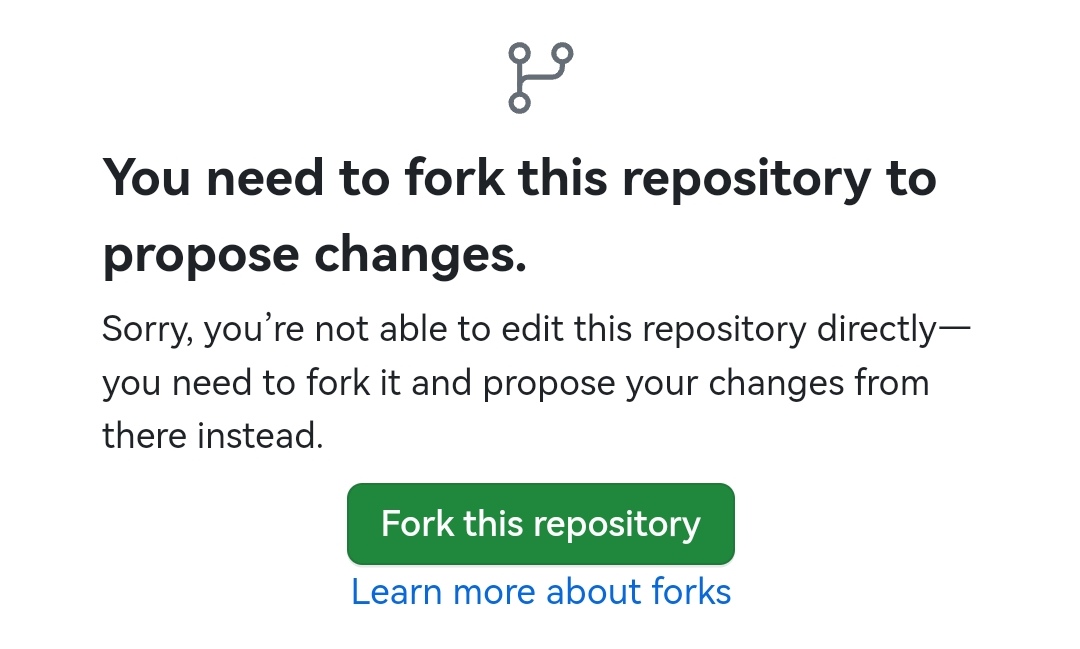 You need to fork this repository to
propose changes.
Sorry, you’re not able to edit this repository directly—
you need to fork it and propose your changes from
there instead.
Fork this repository
Learn more about forks